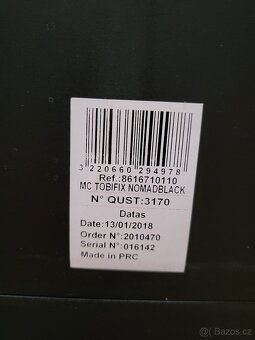 3 220660 294978
Ref.:8616710110
MC TOBIFIX NOMADBLACK
N° QUST:3170
Datas
Date:13/01/2018
Order N°:2010470
Serial N°:016142
Made in PRC
Bazoš.cz